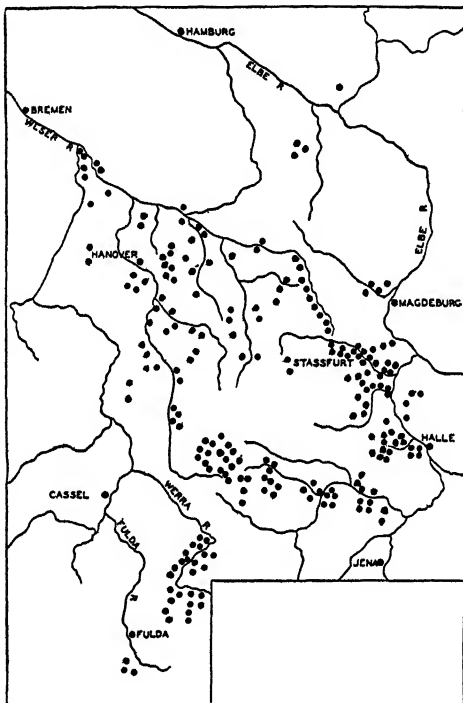 HAMBURG
ELBE R
BREMEN
WESER R
ELBE R
HANOVER
MAGDEBURG
STASSFURT
HALLE
CASSEL
WERRA R
FULDA R
JENA
FULDA